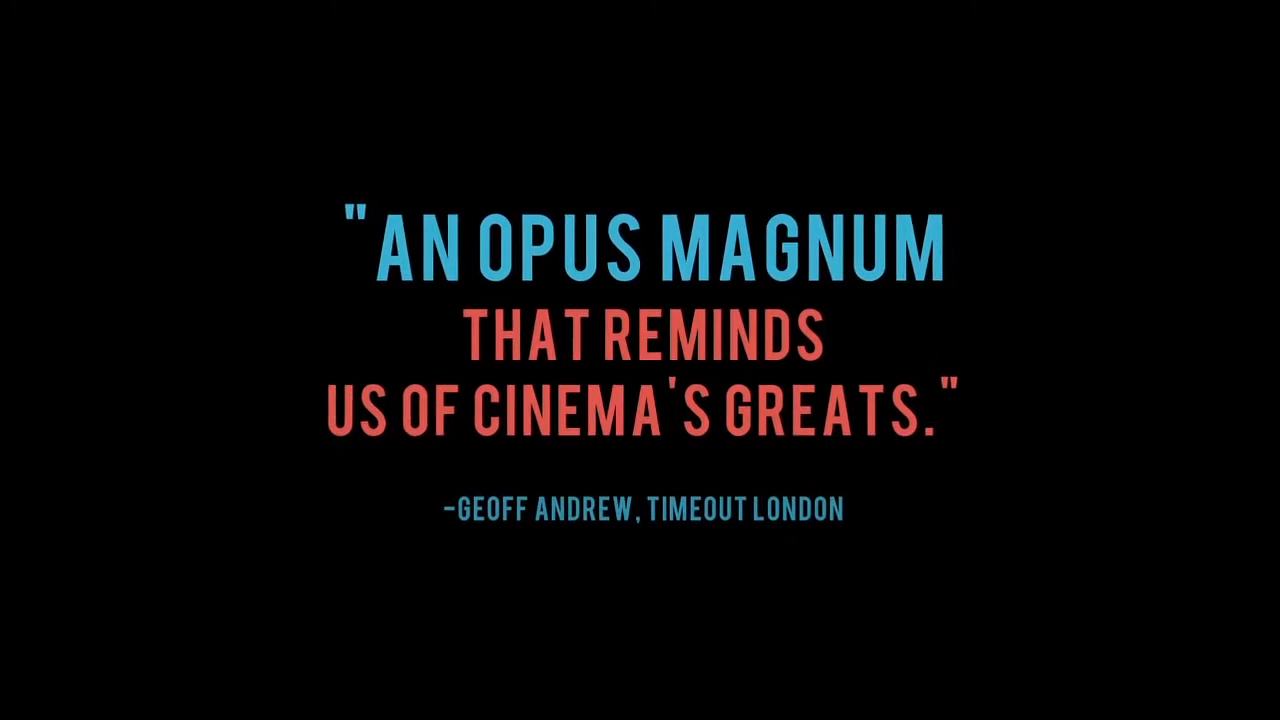 "AN OPUS MAGNUM
THAT REMINDS
US OF CINEMA'S GREATS."
-GEOFF ANDREW, TIMEOUT LONDON